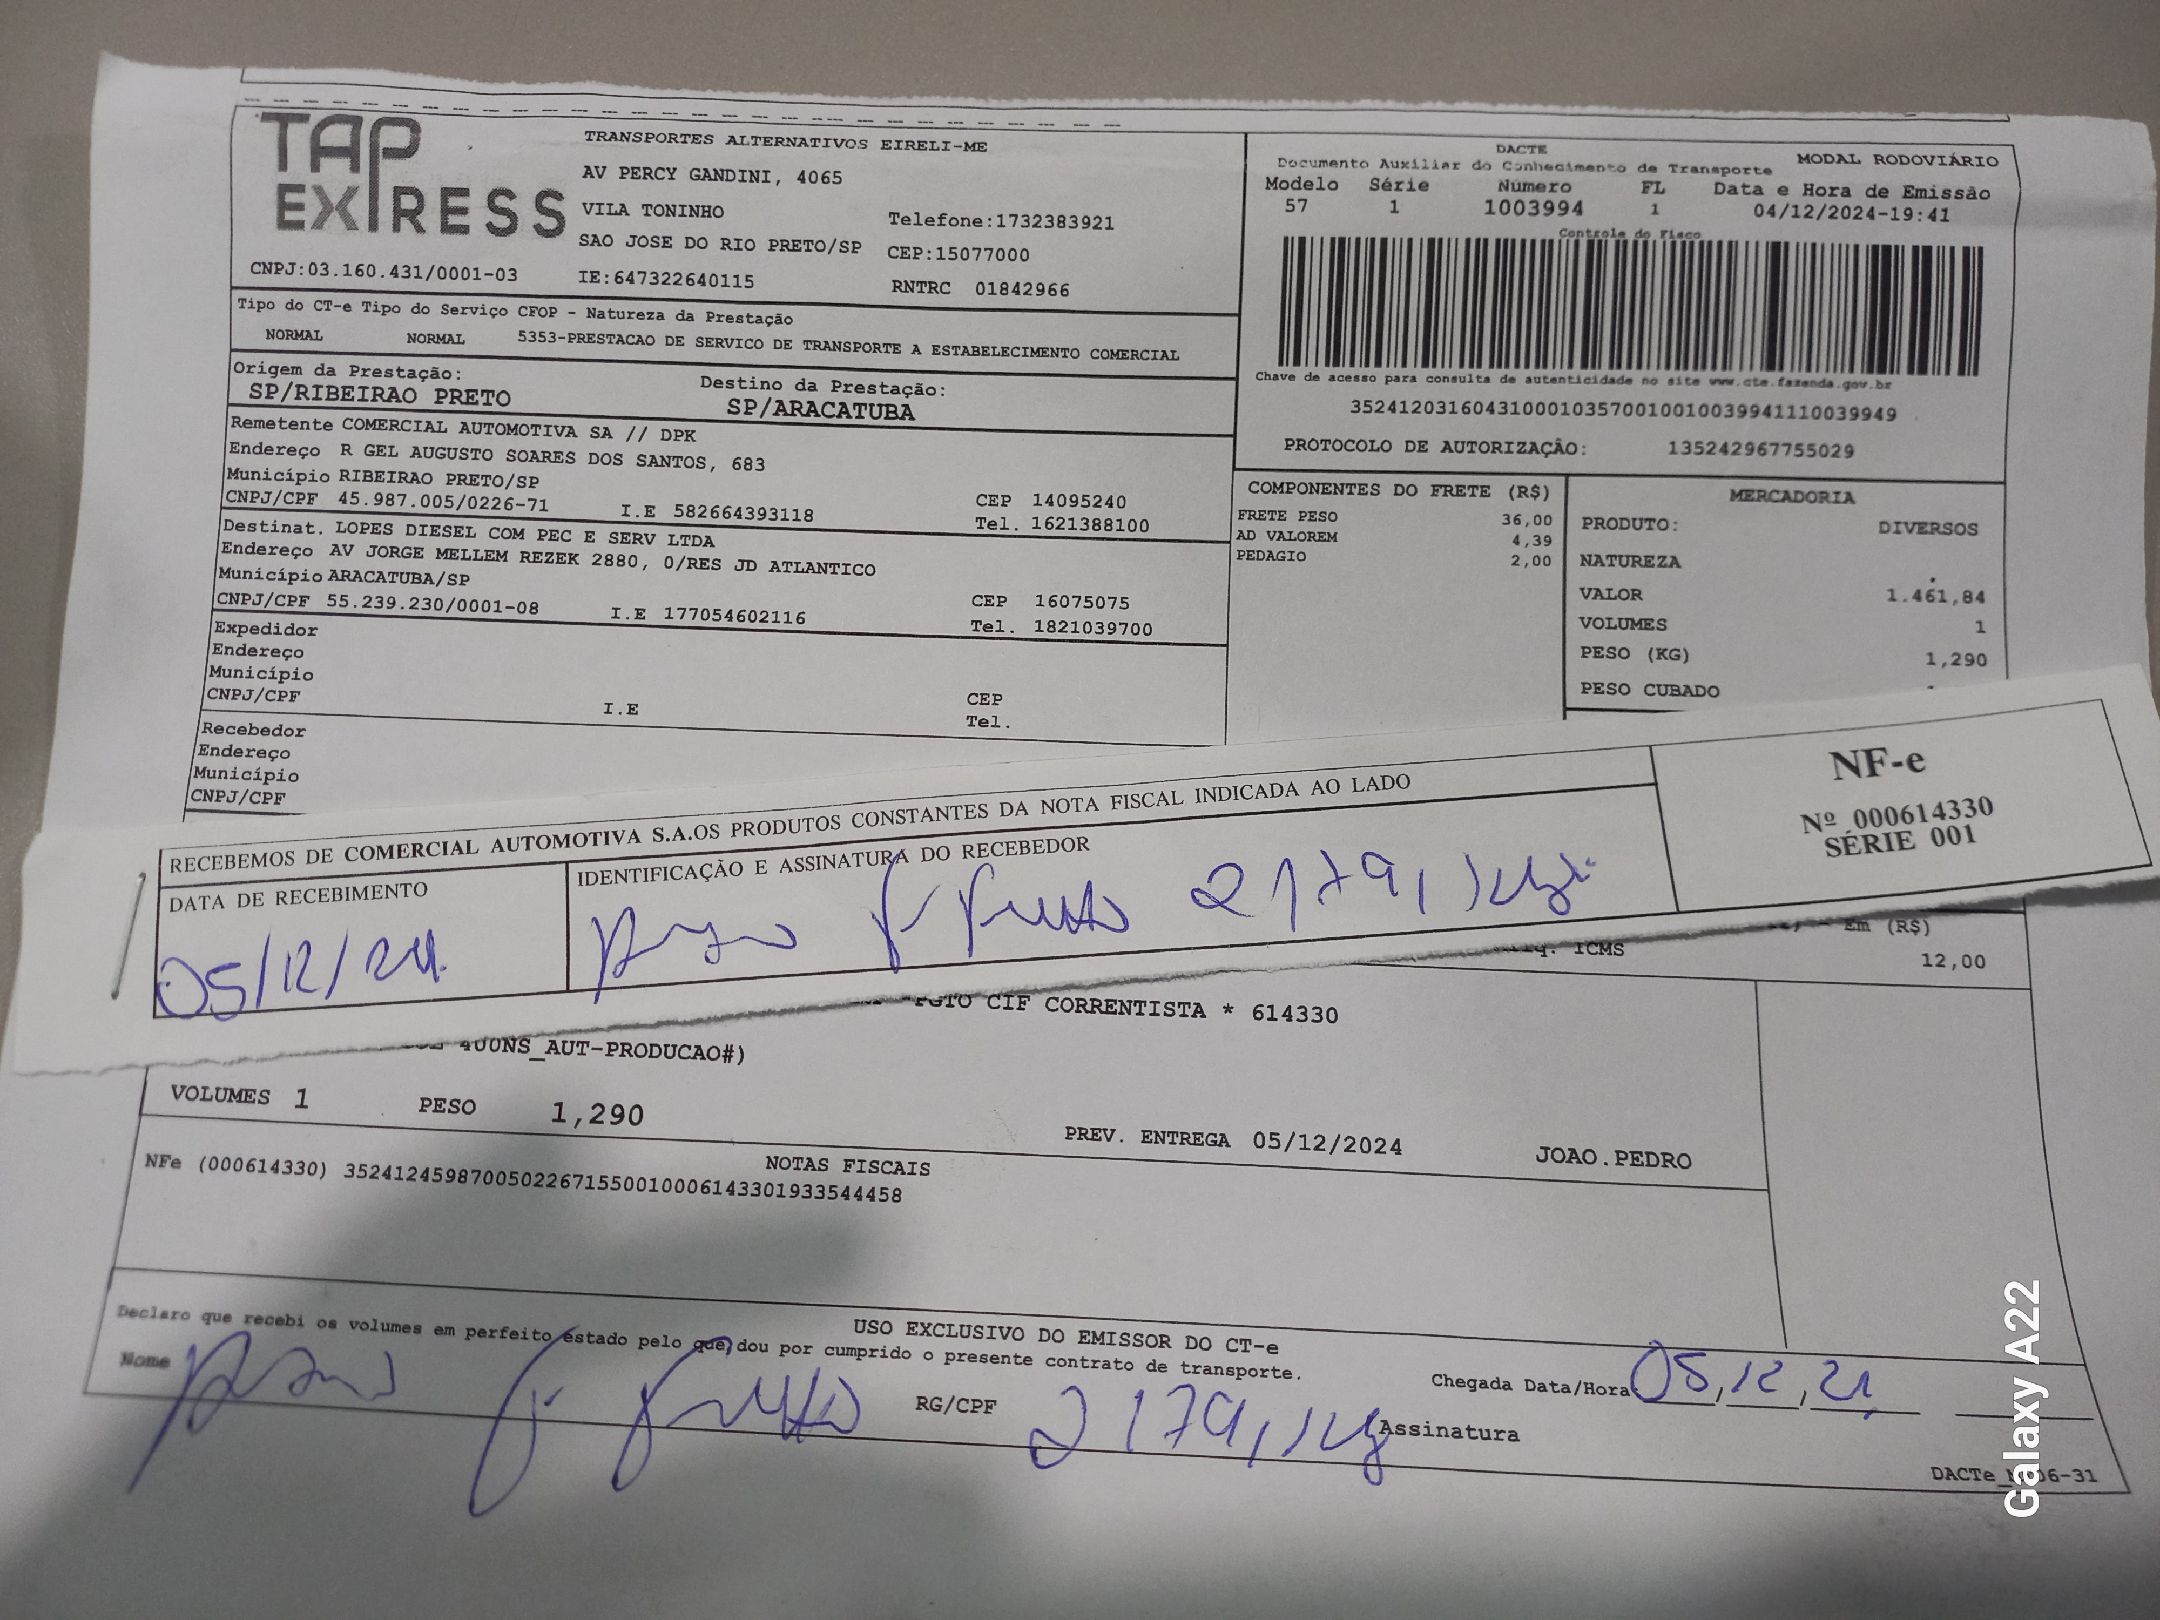 TAP EXPRESS
TRANSPORTES ALTERNATIVOS EIRELI-ME
AV PERCY GANDINI, 4065
VILA TONINHO
Telefone:1732383921
SAO JOSE DO RIO PRETO/SP CEP:15077000
CNPJ:03.160.431/0001-03 IE:647322640115 RNTRC 01842966
DACTE MODAL RODOVIÁRIO
Documento Auxiliar do Conhecimento de Transporte
Modelo Série Número FL Data e Hora de Emissão
57 1 1003994 1 04/12/2024-19:41
Controle do Fisco
Chave de acesso para consulta de autenticidade no site www.cte.fazenda.gov.br
35241203160431000103570010010039941110039949
PROTOCOLO DE AUTORIZAÇÃO: 135242967755029
Tipo do CT-e Tipo do Serviço CFOP - Natureza da Prestação
NORMAL NORMAL 5353-PRESTACAO DE SERVICO DE TRANSPORTE A ESTABELECIMENTO COMERCIAL
Origem da Prestação: Destino da Prestação:
SP/RIBEIRAO PRETO SP/ARACATUBA
Remetente COMERCIAL AUTOMOTIVA SA // DPK
Endereço R GEL AUGUSTO SOARES DOS SANTOS, 683
Município RIBEIRAO PRETO/SP CEP 14095240
CNPJ/CPF 45.987.005/0226-71 I.E 582664393118 Tel. 1621388100
Destinat. LOPES DIESEL COM PEC E SERV LTDA
Endereço AV JORGE MELLEM REZEK 2880, 0/RES JD ATLANTICO
Município ARACATUBA/SP CEP 16075075
CNPJ/CPF 55.239.230/0001-08 I.E 177054602116 Tel. 1821039700
Expedidor
Endereço
Município CEP
CNPJ/CPF I.E Tel.
Recebedor
Endereço
Município
CNPJ/CPF
COMPONENTES DO FRETE (R$)
FRETE PESO 36,00
AD VALOREM 4,39
PEDAGIO 2,00
MERCADORIA
PRODUTO: DIVERSOS
NATUREZA
VALOR 1.461,84
VOLUMES 1
PESO (KG) 1,290
PESO CUBADO
RECEBEMOS DE COMERCIAL AUTOMOTIVA S.A.OS PRODUTOS CONSTANTES DA NOTA FISCAL INDICADA AO LADO
DATA DE RECEBIMENTO IDENTIFICAÇÃO E ASSINATURA DO RECEBEDOR
05/12/24
NF-e
Nº 000614330
SÉRIE 001
ICMS Em (R$)
12,00
PGTO CIF CORRENTISTA * 614330
400NS_AUT-PRODUCAO#)
VOLUMES 1 PESO 1,290 PREV. ENTREGA 05/12/2024 JOAO.PEDRO
NOTAS FISCAIS
NFe (000614330) 35241245987005022671550010006143301933544458
USO EXCLUSIVO DO EMISSOR DO CT-e
Declaro que recebi os volumes em perfeito estado pelo que dou por cumprido o presente contrato de transporte.
Nome RG/CPF Assinatura Chegada Data/Hora 05,12,21
Galaxy A22